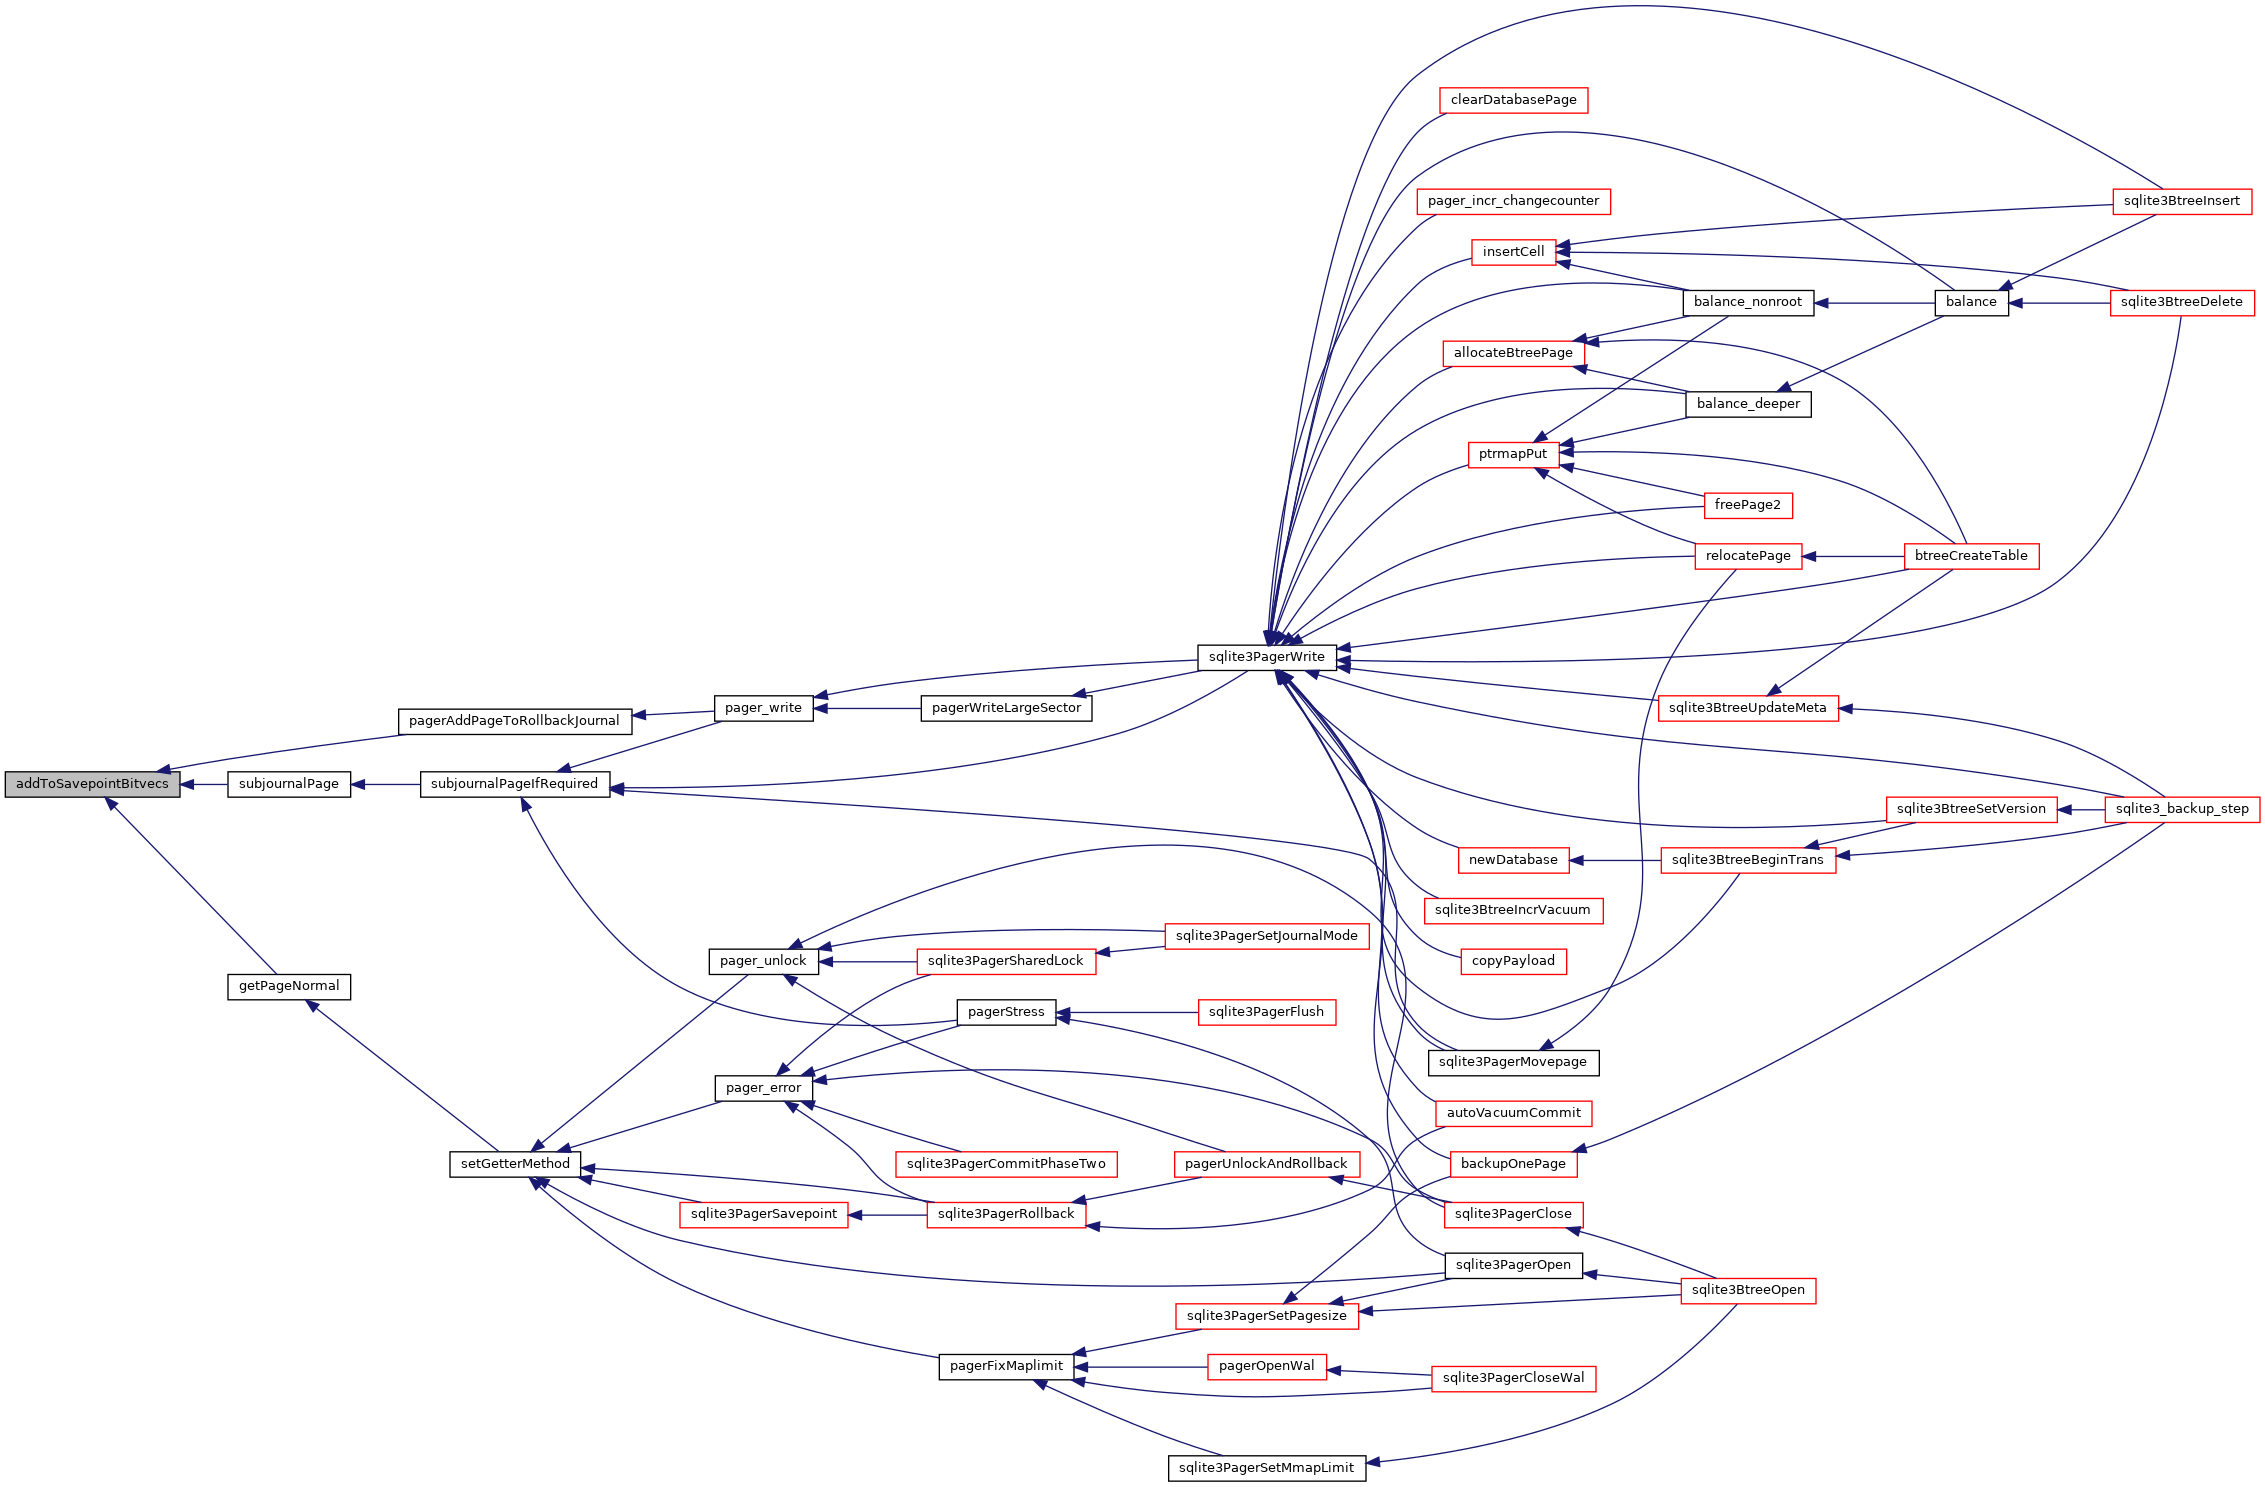 clearDatabasePage
pager_incr_changecounter
sqlite3BtreeInsert
insertCell
balance_nonroot
balance
sqlite3BtreeDelete
allocateBtreePage
balance_deeper
ptrmapPut
freePage2
relocatePage
btreeCreateTable
sqlite3PagerWrite
pager_write
pagerWriteLargeSector
sqlite3BtreeUpdateMeta
pagerAddPageToRollbackJournal
addToSavepointBitvecs
subjournalPage
subjournalPageIfRequired
sqlite3BtreeSetVersion
sqlite3_backup_step
newDatabase
sqlite3BtreeBeginTrans
sqlite3BtreeIncrVacuum
sqlite3PagerSetJournalMode
pager_unlock
sqlite3PagerSharedLock
copyPayload
getPageNormal
pagerStress
sqlite3PagerFlush
sqlite3PagerMovepage
pager_error
autoVacuumCommit
setGetterMethod
sqlite3PagerCommitPhaseTwo
pagerUnlockAndRollback
backupOnePage
sqlite3PagerSavepoint
sqlite3PagerRollback
sqlite3PagerClose
sqlite3PagerOpen
sqlite3BtreeOpen
sqlite3PagerSetPagesize
pagerFixMaplimit
pagerOpenWal
sqlite3PagerCloseWal
sqlite3PagerSetMmapLimit